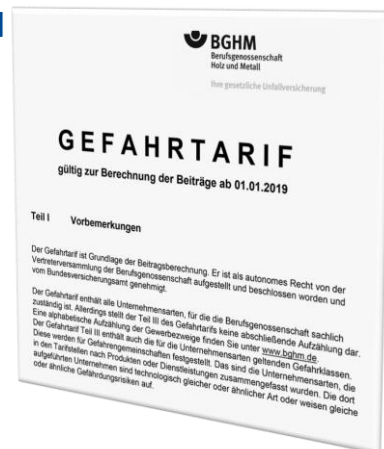 BGHM
Berufsgenossenschaft
Holz und Metall
Ihre gesetzliche Unfallversicherung
GEFAHRTARIF
gültig zur Berechnung der Beiträge ab 01.01.2019
Teil I Vorbemerkungen
Der Gefahrtarif ist Grundlage der Beitragsberechnung. Er ist als autonomes Recht von der
Vertreterversammlung der Berufsgenossenschaft aufgestellt und beschlossen worden und
vom Bundesversicherungsamt genehmigt.
Der Gefahrtarif enthält alle Unternehmensarten, für die die Berufsgenossenschaft sachlich
zuständig ist. Allerdings stellt der Teil III des Gefahrtarifs keine abschließende Aufzählung dar.
Eine alphabetische Aufzählung der Gewerbezweige finden Sie unter www.bghm.de.
Der Gefahrtarif Teil III enthält auch die für die Unternehmensarten geltenden Gefahrklassen.
Diese werden für Gefahrengemeinschaften festgestellt. Das sind die Unternehmensarten, die
in den Tarifstellen nach Produkten oder Dienstleistungen zusammengefasst wurden. Die dort
aufgeführten Unternehmen sind technologisch gleicher oder ähnlicher Art oder weisen gleiche
oder ähnliche Gefährdungsrisiken auf.